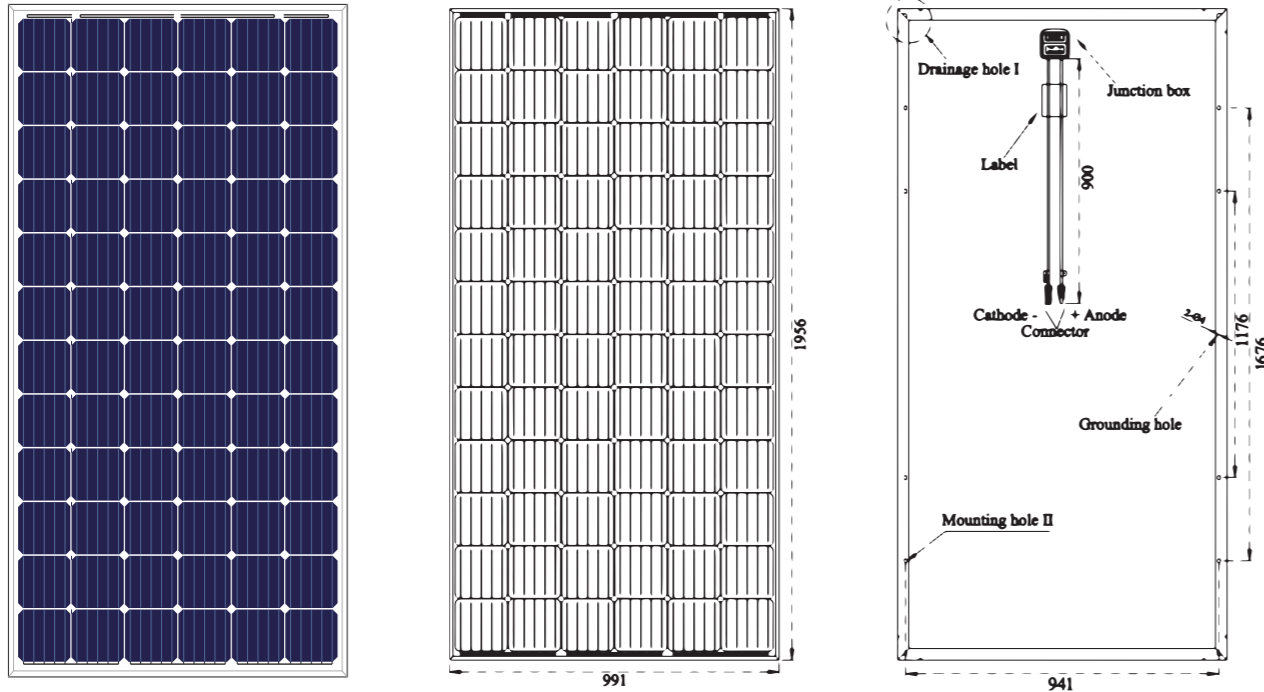 1956
991
Drainage hole I
Junction box
Label
900
Cathode - + Anode
Connector
1176
1676
Grounding hole
Mounting hole II
941